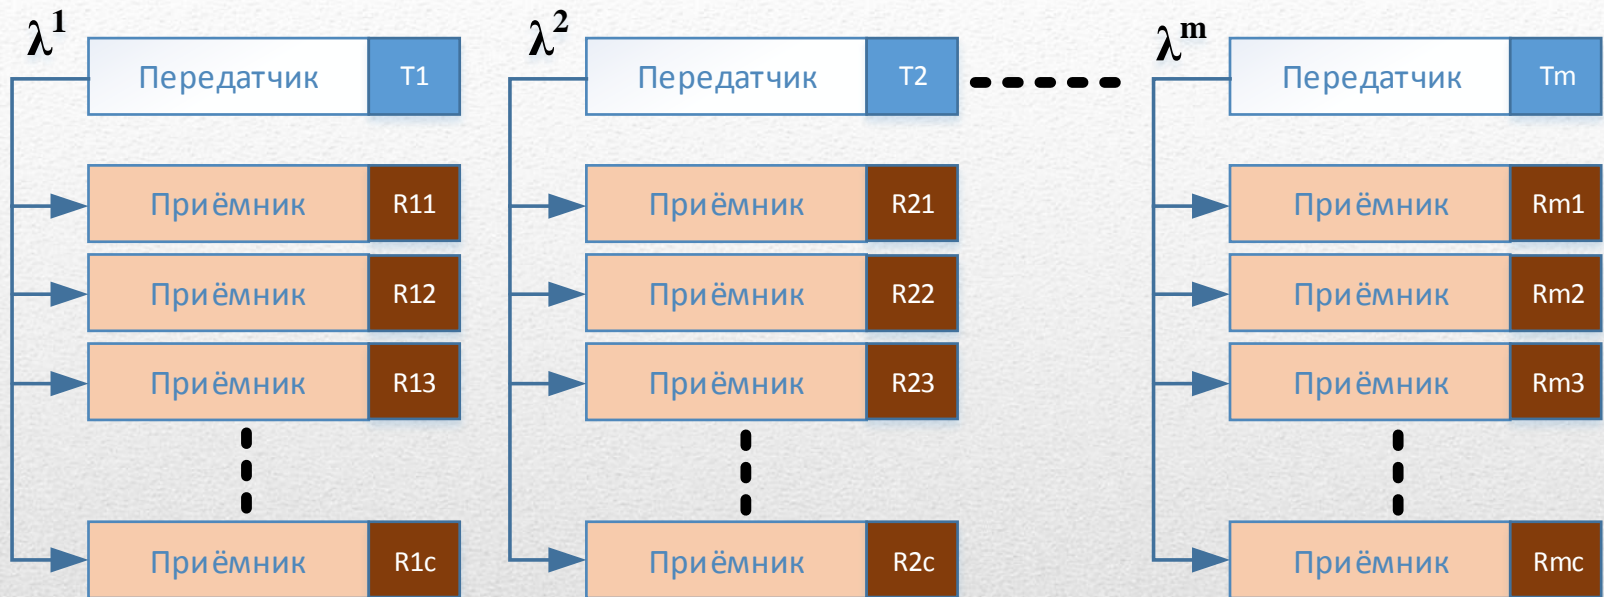 λ1 λ2 λm
Передатчик T1 Передатчик T2 Передатчик Tm
Приёмник R11 Приёмник R21 Приёмник Rm1
Приёмник R12 Приёмник R22 Приёмник Rm2
Приёмник R13 Приёмник R23 Приёмник Rm3
Приёмник R1c Приёмник R2c Приёмник Rmc